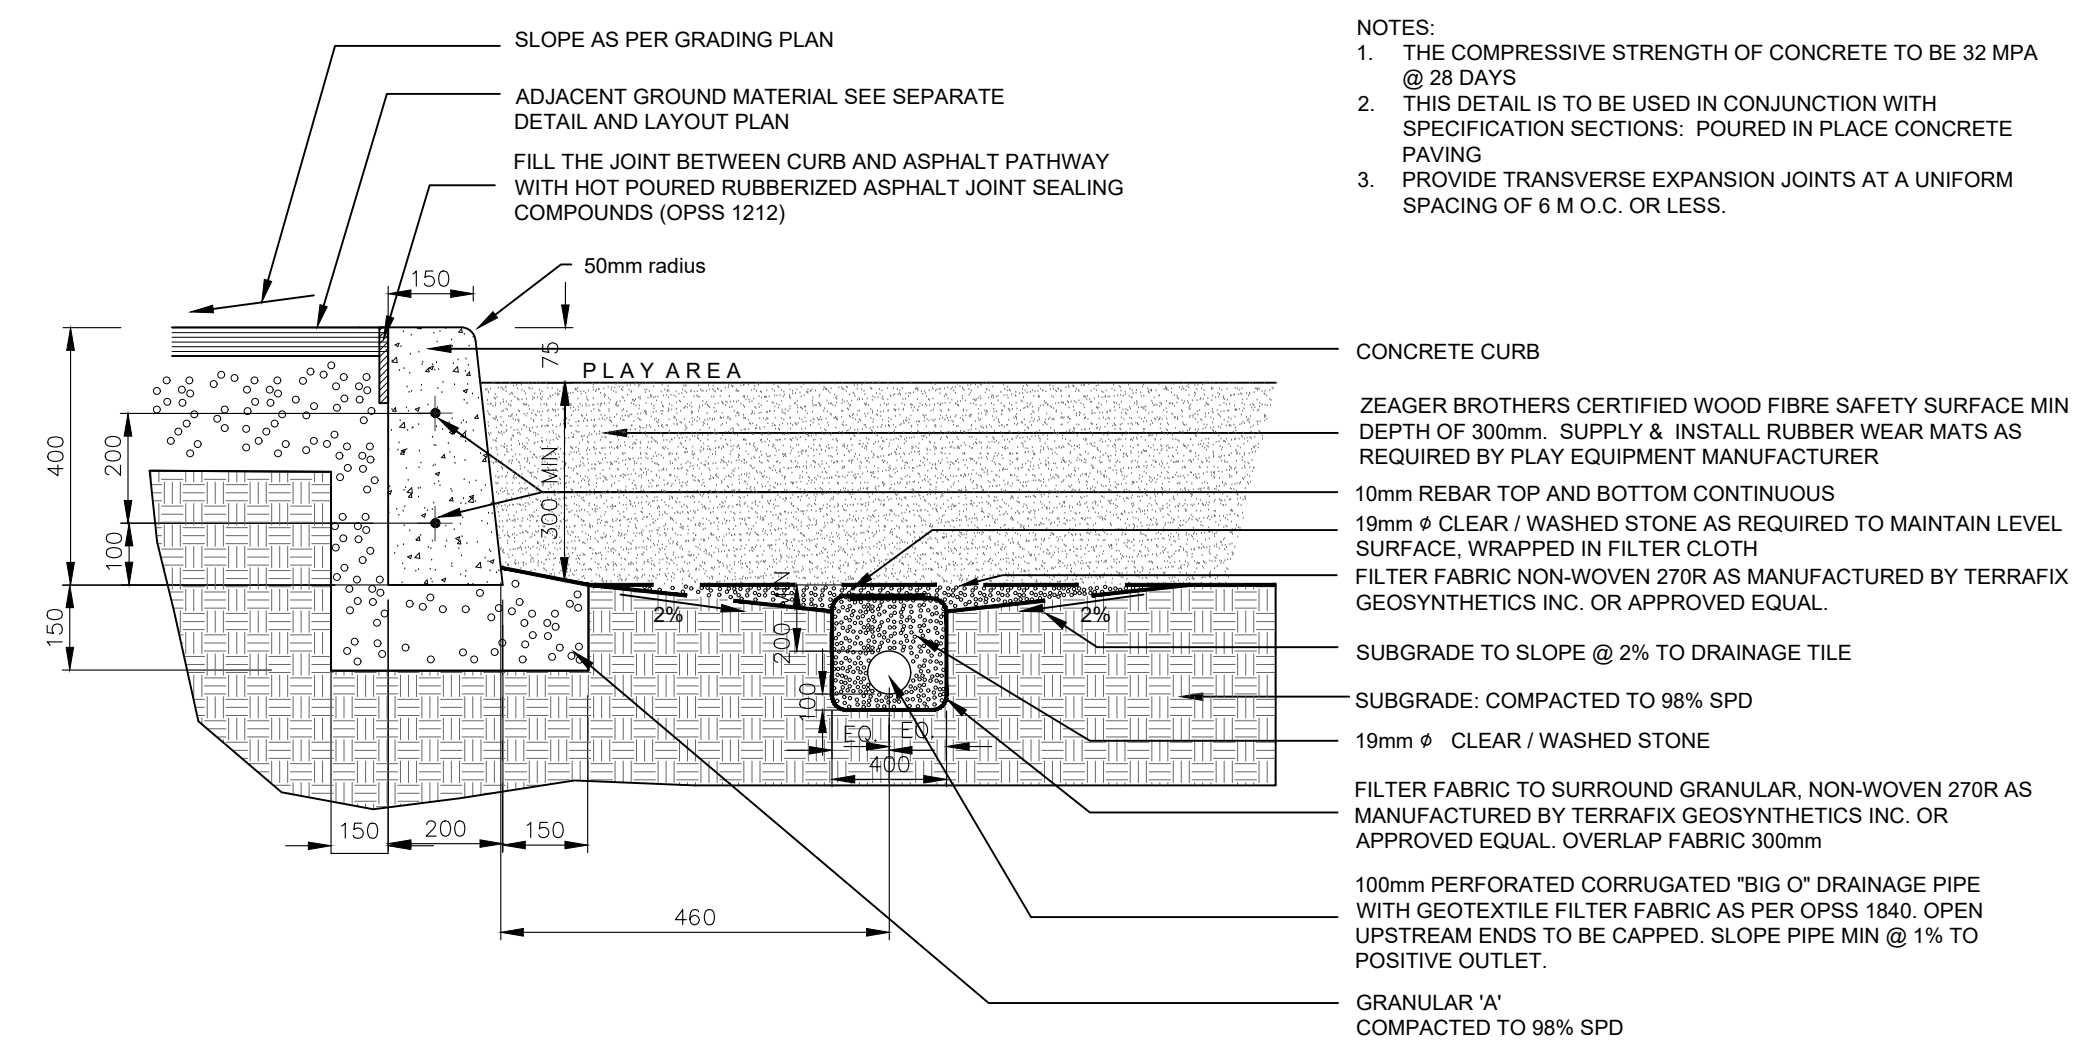 SLOPE AS PER GRADING PLAN
ADJACENT GROUND MATERIAL SEE SEPARATE
DETAIL AND LAYOUT PLAN
FILL THE JOINT BETWEEN CURB AND ASPHALT PATHWAY
WITH HOT POURED RUBBERIZED ASPHALT JOINT SEALING
COMPOUNDS (OPSS 1212)
50mm radius
NOTES:
1. THE COMPRESSIVE STRENGTH OF CONCRETE TO BE 32 MPA
@ 28 DAYS
2. THIS DETAIL IS TO BE USED IN CONJUNCTION WITH
SPECIFICATION SECTIONS: POURED IN PLACE CONCRETE
PAVING
3. PROVIDE TRANSVERSE EXPANSION JOINTS AT A UNIFORM
SPACING OF 6 M O.C. OR LESS.
150
75
PLAY AREA
400
200
100
150
300 MIN
2%
2%
200 MIN
100
EQ.
EQ.
400
150
200
150
460
CONCRETE CURB
ZEAGER BROTHERS CERTIFIED WOOD FIBRE SAFETY SURFACE MIN
DEPTH OF 300mm. SUPPLY & INSTALL RUBBER WEAR MATS AS
REQUIRED BY PLAY EQUIPMENT MANUFACTURER
10mm REBAR TOP AND BOTTOM CONTINUOUS
19mm ⌀ CLEAR / WASHED STONE AS REQUIRED TO MAINTAIN LEVEL
SURFACE, WRAPPED IN FILTER CLOTH
FILTER FABRIC NON-WOVEN 270R AS MANUFACTURED BY TERRAFIX
GEOSYNTHETICS INC. OR APPROVED EQUAL.
SUBGRADE TO SLOPE @ 2% TO DRAINAGE TILE
SUBGRADE: COMPACTED TO 98% SPD
19mm ⌀ CLEAR / WASHED STONE
FILTER FABRIC TO SURROUND GRANULAR, NON-WOVEN 270R AS
MANUFACTURED BY TERRAFIX GEOSYNTHETICS INC. OR
APPROVED EQUAL. OVERLAP FABRIC 300mm
100mm PERFORATED CORRUGATED "BIG O" DRAINAGE PIPE
WITH GEOTEXTILE FILTER FABRIC AS PER OPSS 1840. OPEN
UPSTREAM ENDS TO BE CAPPED. SLOPE PIPE MIN @ 1% TO
POSITIVE OUTLET.
GRANULAR 'A'
COMPACTED TO 98% SPD